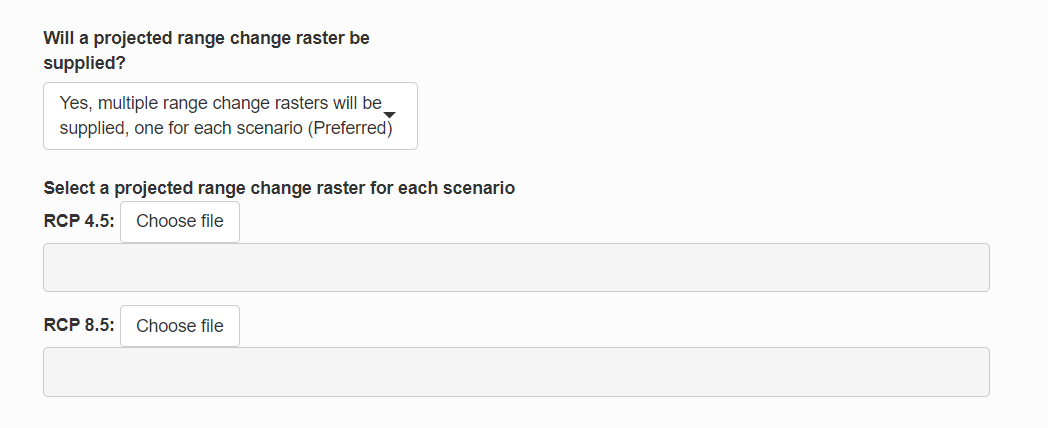 Will a projected range change raster be
supplied?
Yes, multiple range change rasters will be
supplied, one for each scenario (Preferred)
Select a projected range change raster for each scenario
RCP 4.5: Choose file
RCP 8.5: Choose file